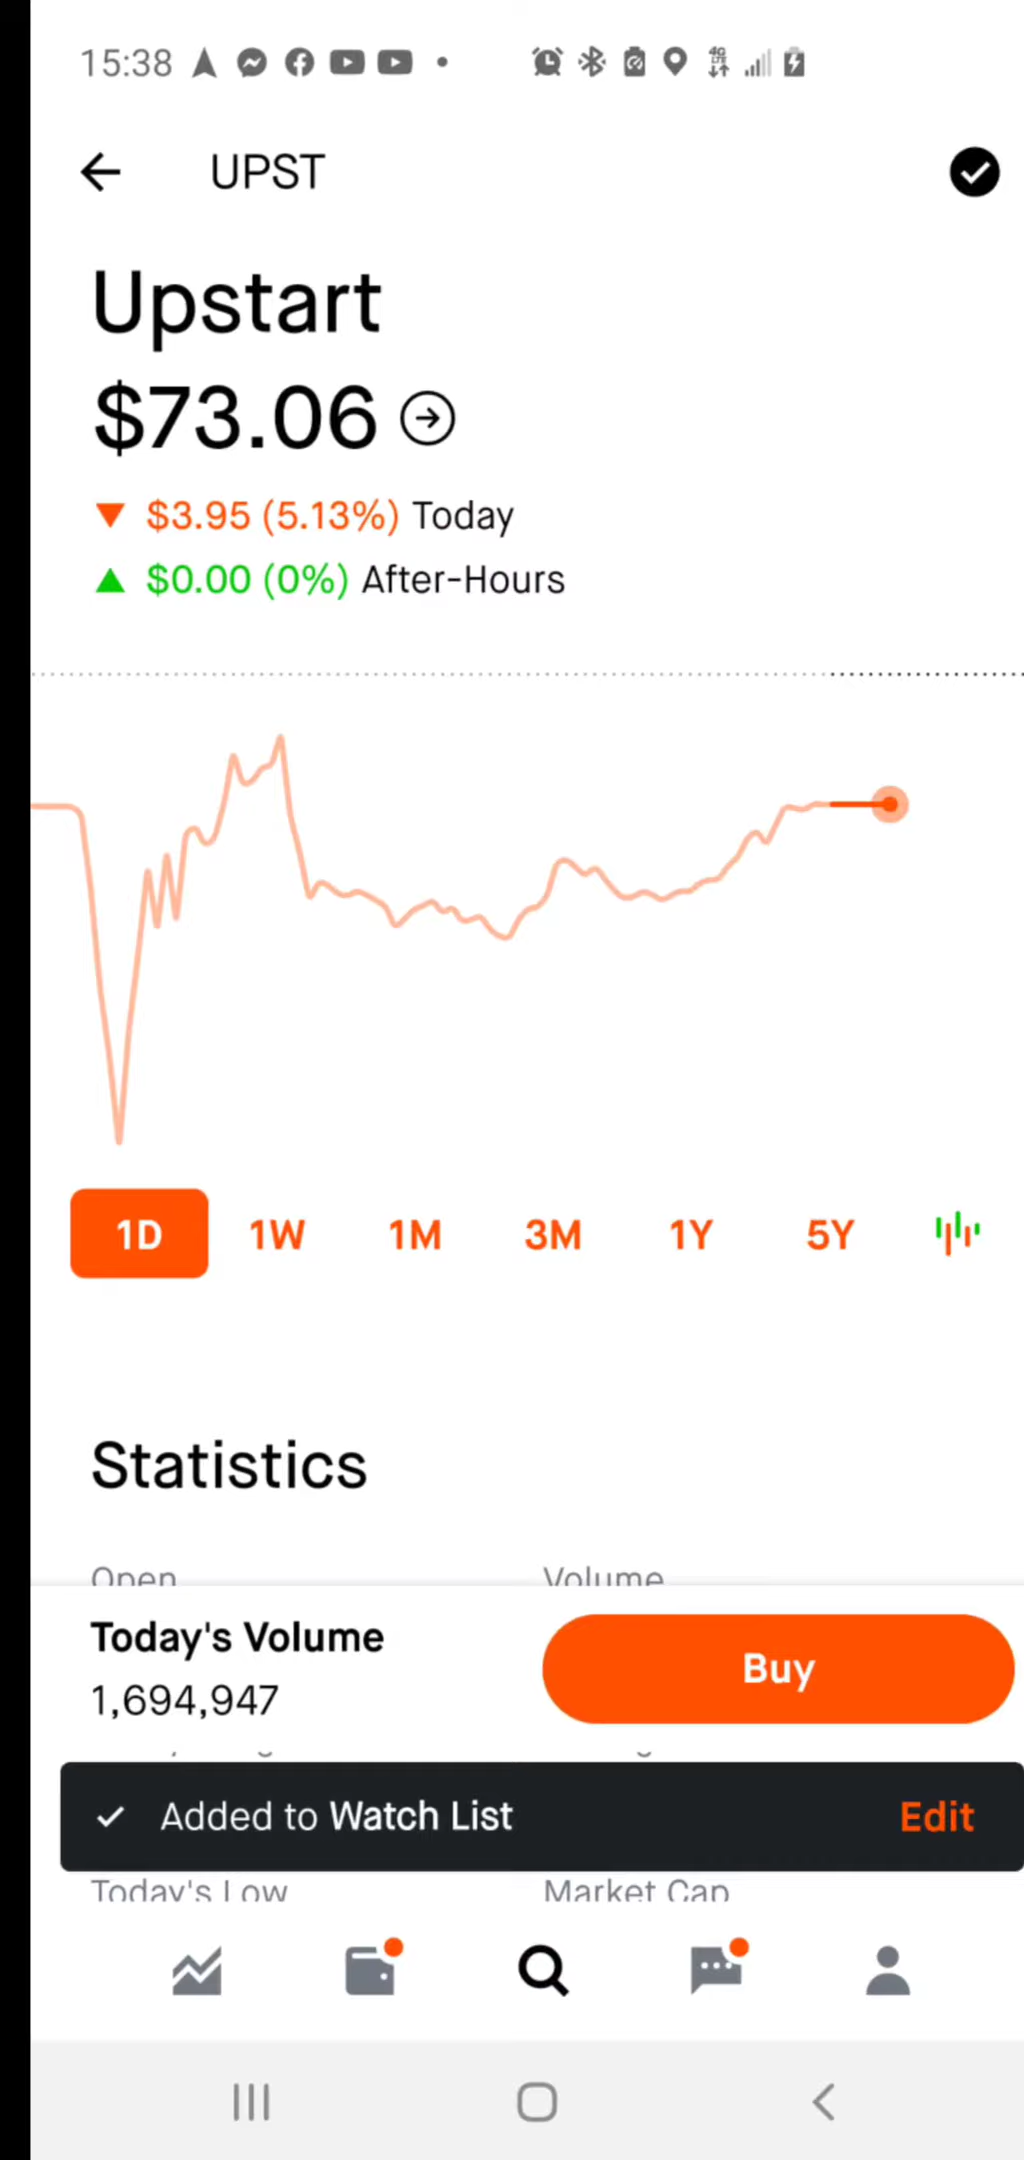 15:38
4G
UPST
Upstart
$73.06
▼ $3.95 (5.13%) Today
▲ $0.00 (0%) After-Hours
1D 1W 1M 3M 1Y 5Y
Statistics
Open Volume
Today's Volume
1,694,947
Buy
Added to Watch List Edit
Today's Low Market Cap